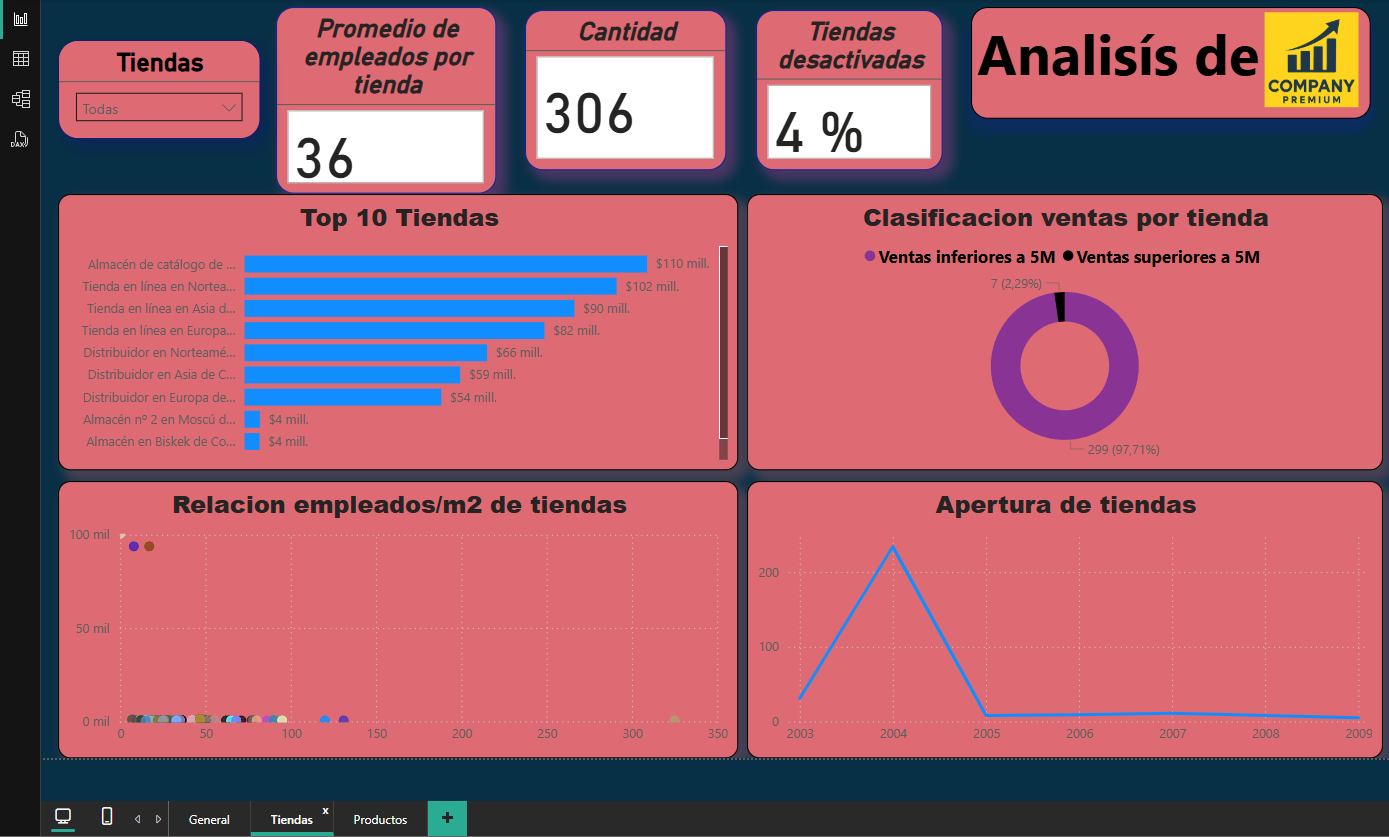 Tiendas
Todas
Promedio de
empleados por
tienda
36
Cantidad
306
Tiendas
desactivadas
4 %
Analisís de
COMPANY
PREMIUM
DAX
Top 10 Tiendas
Almacén de catálogo de ... $110 mill.
Tienda en línea en Nortea... $102 mill.
Tienda en línea en Asia d... $90 mill.
Tienda en línea en Europa... $82 mill.
Distribuidor en Norteamé... $66 mill.
Distribuidor en Asia de C... $59 mill.
Distribuidor en Europa de... $54 mill.
Almacén nº 2 en Moscú d... $4 mill.
Almacén en Biskek de Co... $4 mill.
Clasificacion ventas por tienda
Ventas inferiores a 5M Ventas superiores a 5M
7 (2,29%)
299 (97,71%)
Relacion empleados/m2 de tiendas
100 mil
50 mil
0 mil
0 50 100 150 200 250 300 350
Apertura de tiendas
200
100
0
2003 2004 2005 2006 2007 2008 2009
General Tiendas x Productos +